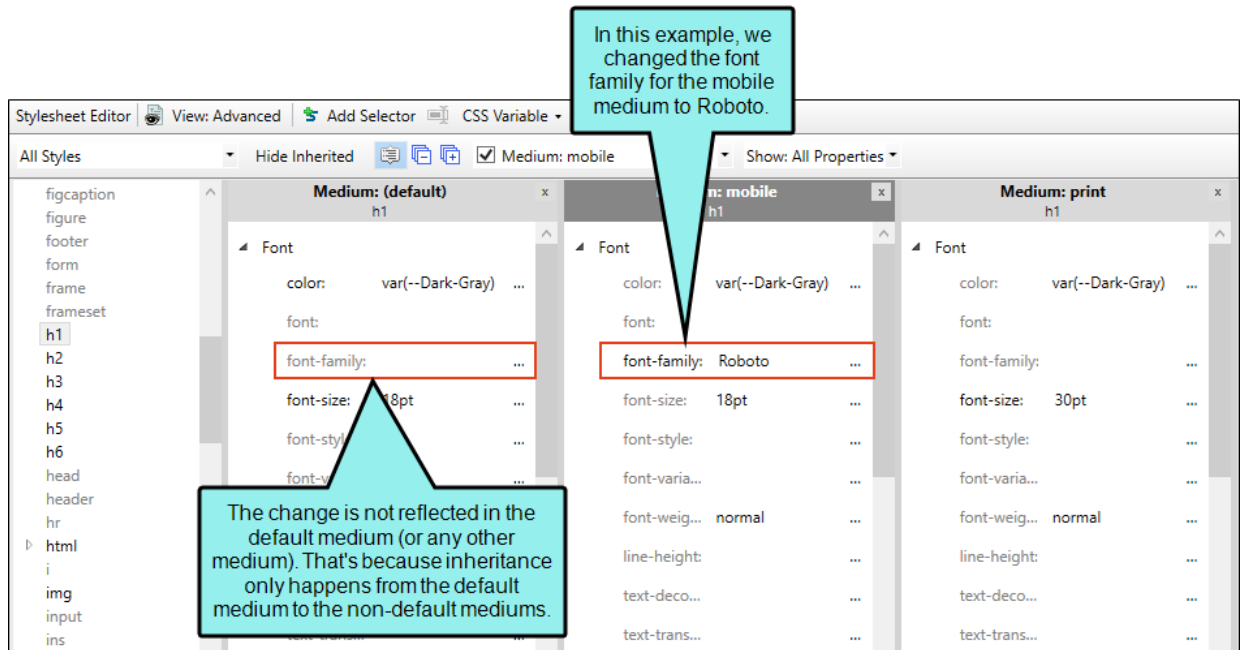 In this example, we
changed the font
family for the mobile
medium to Roboto.
Stylesheet Editor View: Advanced Add Selector CSS Variable
All Styles Hide Inherited Medium: mobile Show: All Properties
figcaption
figure
footer
form
frame
frameset
h1
h2
h3
h4
h5
h6
head
header
hr
html
i
img
input
ins
Medium: (default) x
h1
Font
color: var(--Dark-Gray) ...
font:
font-family: ...
font-size: 18pt ...
...
...
The change is not reflected in the
default medium (or any other
medium). That's because inheritance
only happens from the default
medium to the non-default mediums.
mobile x
h1
Font
color: var(--Dark-Gray) ...
font:
font-family: Roboto ...
font-size: 18pt ...
font-style: ...
font-varia... ...
font-weig... normal ...
line-height: ...
text-deco... ...
text-trans... ...
Medium: print x
h1
Font
color: var(--Dark-Gray) ...
font:
font-family: ...
font-size: 30pt ...
font-style: ...
font-varia... ...
font-weig... normal ...
line-height: ...
text-deco... ...
text-trans... ...